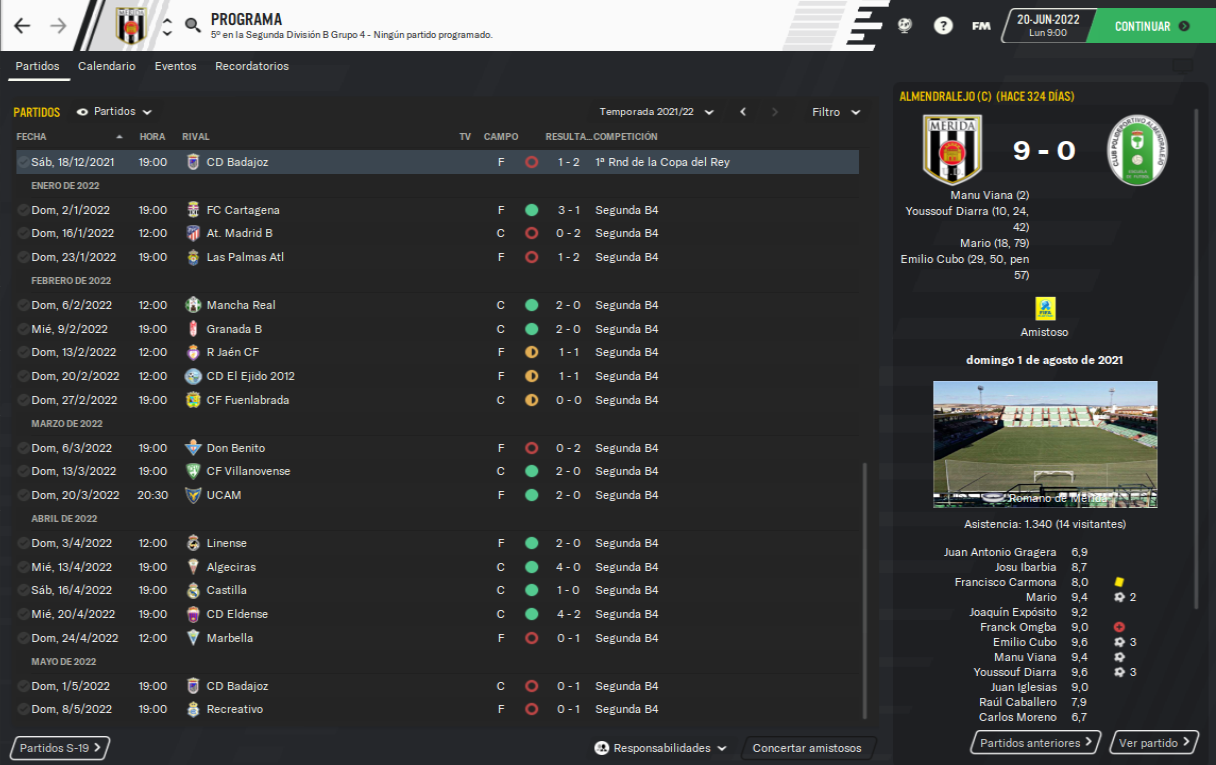 PROGRAMA
5º en la Segunda División B Grupo 4 - Ningún partido programado.
FM
20-JUN-2022
Lun 9:00
CONTINUAR
Partidos Calendario Eventos Recordatorios
PARTIDOS Partidos Temporada 2021/22 Filtro
FECHA HORA RIVAL TV CAMPO RESULTA... COMPETICIÓN
Sáb, 18/12/2021 19:00 CD Badajoz F 1 - 2 1ª Rnd de la Copa del Rey
ENERO DE 2022
Dom, 2/1/2022 19:00 FC Cartagena F 3 - 1 Segunda B4
Dom, 16/1/2022 12:00 At. Madrid B C 0 - 2 Segunda B4
Dom, 23/1/2022 19:00 Las Palmas Atl F 1 - 2 Segunda B4
FEBRERO DE 2022
Dom, 6/2/2022 12:00 Mancha Real C 2 - 0 Segunda B4
Mié, 9/2/2022 19:00 Granada B C 2 - 0 Segunda B4
Dom, 13/2/2022 12:00 R Jaén CF F 1 - 1 Segunda B4
Dom, 20/2/2022 12:00 CD El Ejido 2012 F 1 - 1 Segunda B4
Dom, 27/2/2022 19:00 CF Fuenlabrada C 0 - 0 Segunda B4
MARZO DE 2022
Dom, 6/3/2022 19:00 Don Benito F 0 - 2 Segunda B4
Dom, 13/3/2022 19:00 CF Villanovense C 2 - 0 Segunda B4
Dom, 20/3/2022 20:30 UCAM F 2 - 0 Segunda B4
ABRIL DE 2022
Dom, 3/4/2022 12:00 Linense F 2 - 0 Segunda B4
Mié, 13/4/2022 19:00 Algeciras C 4 - 0 Segunda B4
Sáb, 16/4/2022 19:00 Castilla C 1 - 0 Segunda B4
Mié, 20/4/2022 19:00 CD Eldense C 4 - 2 Segunda B4
Dom, 24/4/2022 12:00 Marbella F 0 - 1 Segunda B4
MAYO DE 2022
Dom, 1/5/2022 19:00 CD Badajoz C 0 - 1 Segunda B4
Dom, 8/5/2022 19:00 Recreativo F 0 - 1 Segunda B4
Partidos S-19 Responsabilidades Concertar amistosos
ALMENDRALEJO (C) (HACE 324 DÍAS)
MERIDA
U.D.
9 - 0
CLUB POLIDEPORTIVO ALMENDRALEJO
Manu Viana (2)
Youssouf Diarra (10, 24,
42)
Mario (18, 79)
Emilio Cubo (29, 50, pen
57)
FIFA
Amistoso
domingo 1 de agosto de 2021
Romano de Mérida
Asistencia: 1.340 (14 visitantes)
Juan Antonio Gragera 6,9
Josu Ibarbia 8,7
Francisco Carmona 8,0
Mario 9,4 2
Joaquín Expósito 9,2
Franck Omgba 9,0
Emilio Cubo 9,6 3
Manu Viana 9,4
Youssouf Diarra 9,6 3
Juan Iglesias 9,0
Raúl Caballero 7,9
Carlos Moreno 6,7
Partidos anteriores Ver partido